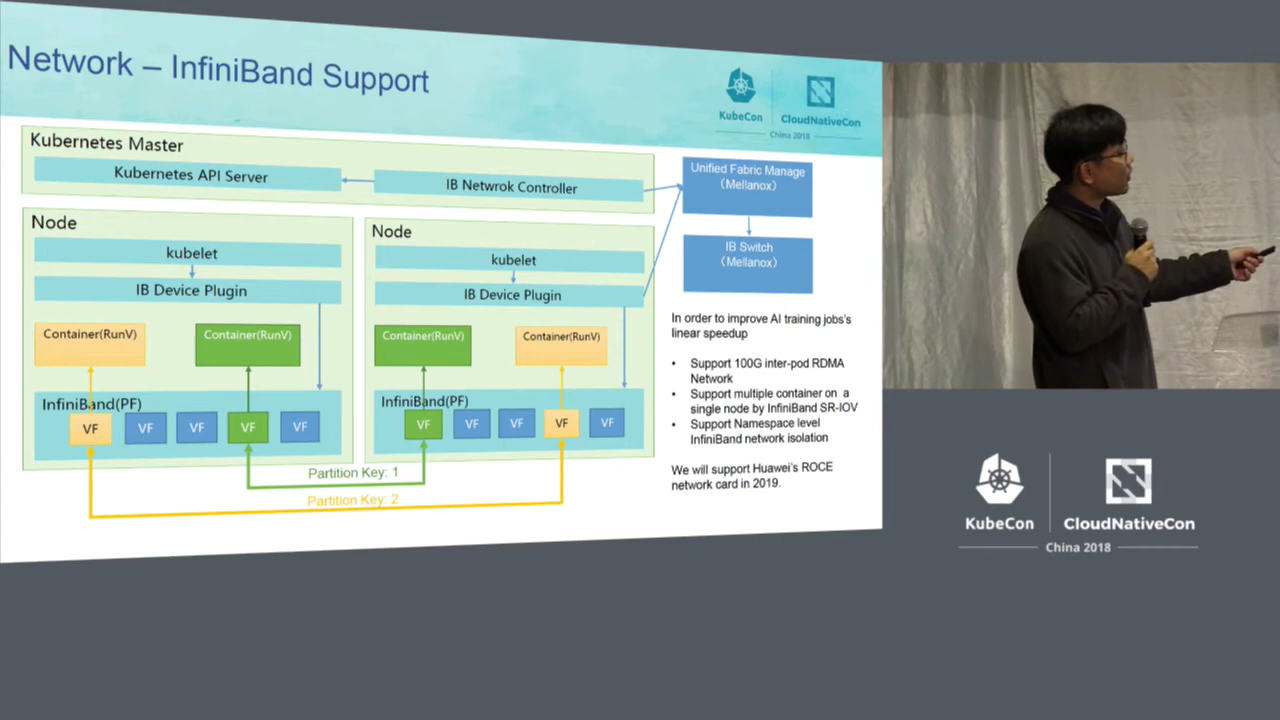 Network – InfiniBand Support
KubeCon
CloudNativeCon
China 2018
Kubernetes Master
Kubernetes API Server
IB Netwrok Controller
Unified Fabric Manage
（Mellanox）
IB Switch
（Mellanox）
Node
kubelet
IB Device Plugin
Container(RunV)
Container(RunV)
InfiniBand(PF)
VF
VF
VF
VF
VF
Node
kubelet
IB Device Plugin
Container(RunV)
Container(RunV)
InfiniBand(PF)
VF
VF
VF
VF
VF
Partition Key: 1
Partition Key: 2
In order to improve AI training jobs's
linear speedup
• Support 100G inter-pod RDMA
Network
• Support multiple container on a
single node by InfiniBand SR-IOV
• Support Namespace level
InfiniBand network isolation
We will support Huawei's ROCE
network card in 2019.
KubeCon
CloudNativeCon
China 2018